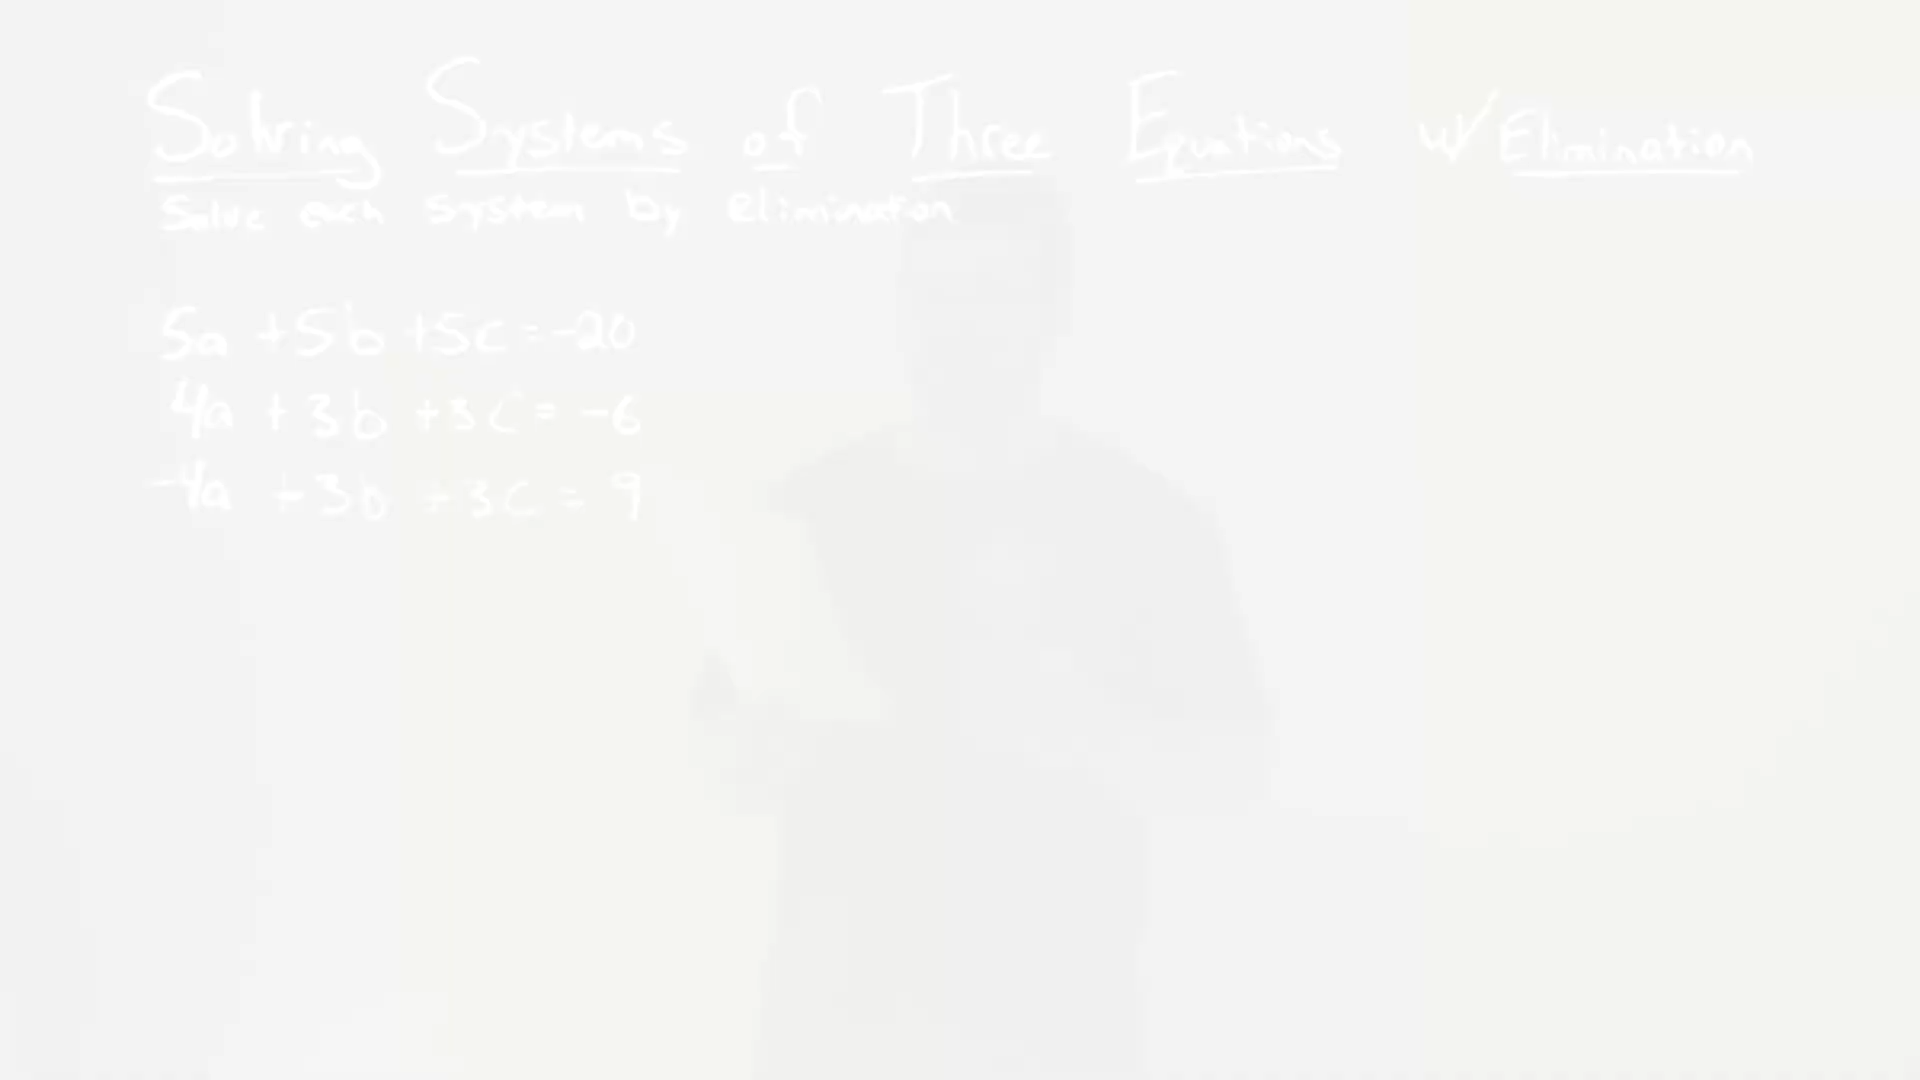 Solving Systems of Three Equations w/ Elimination
Solve each system by elimination
5a +5b +5c = -20
4a + 3b +3c = -6
-4a +3b +3c = 9